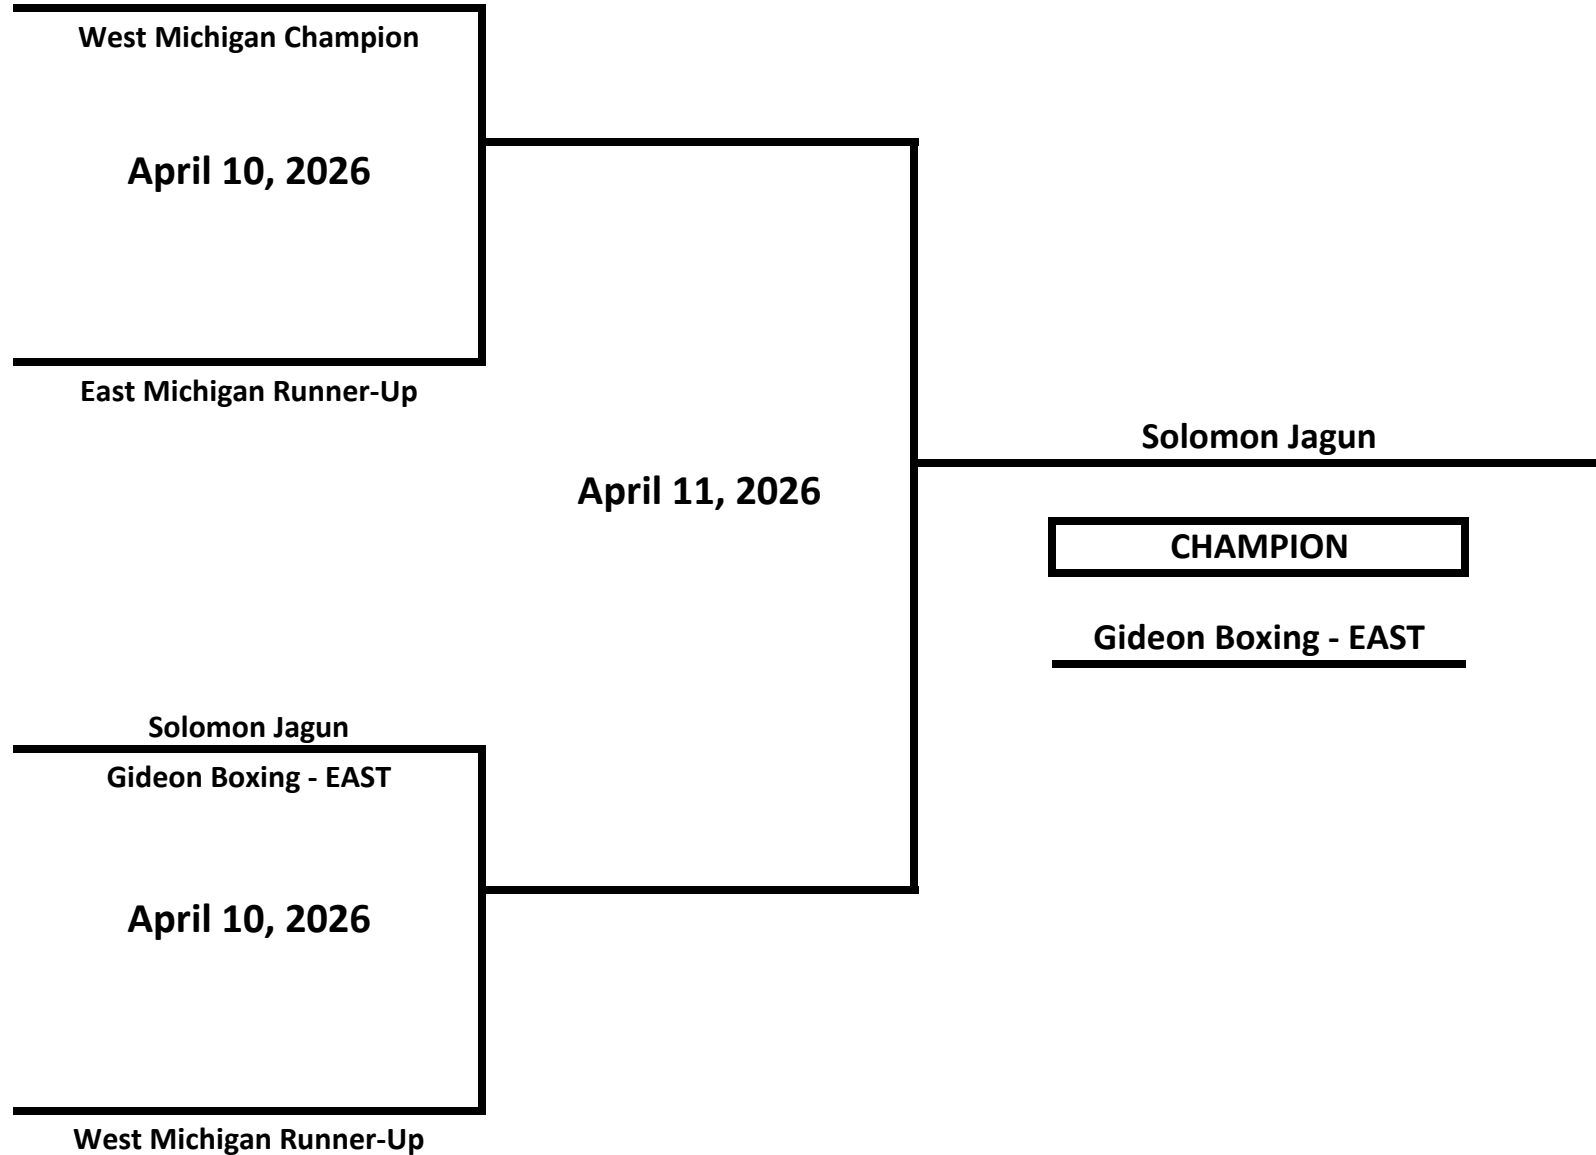 West Michigan Champion
April 10, 2026
East Michigan Runner-Up
Solomon Jagun
April 11, 2026
CHAMPION
Gideon Boxing - EAST
Solomon Jagun
Gideon Boxing - EAST
April 10, 2026
West Michigan Runner-Up